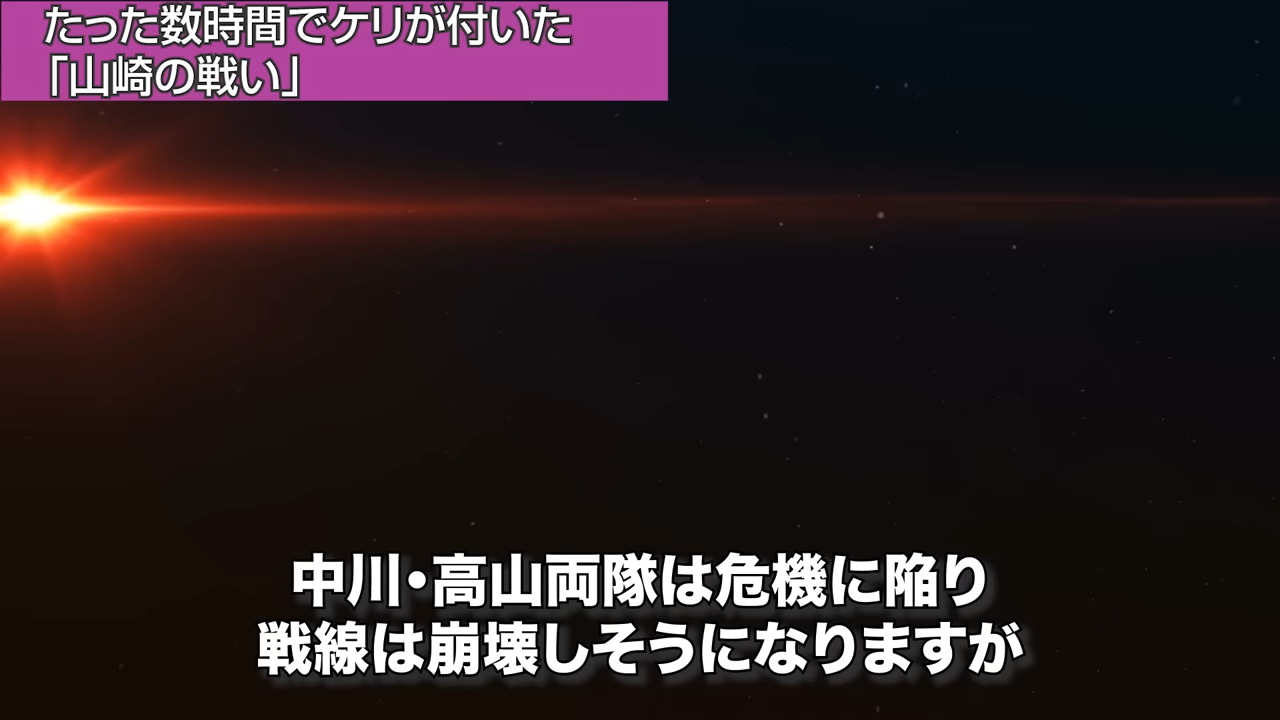 たった数時間でケリが付いた
「山崎の戦い」
中川・高山両隊は危機に陥り
戦線は崩壊しそうになりますが